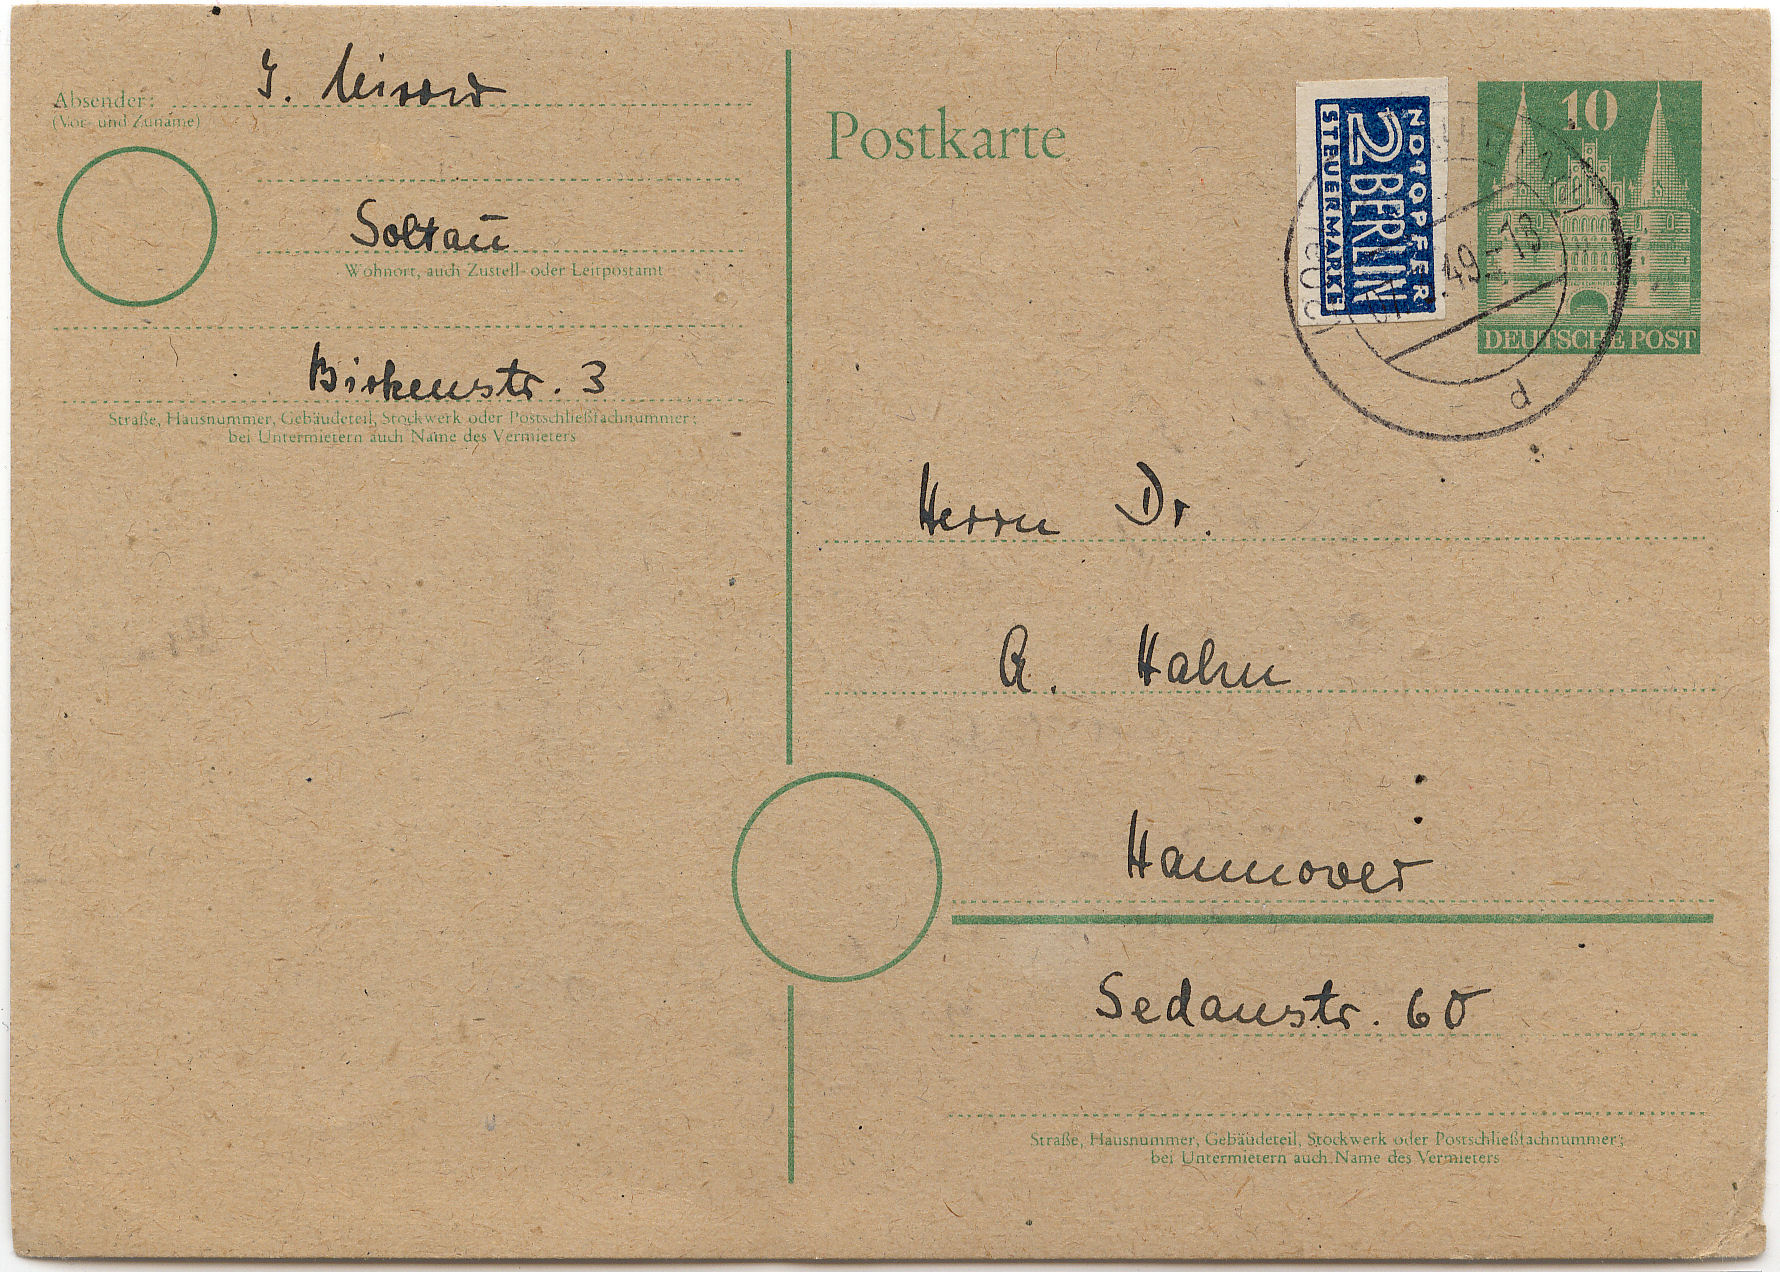 Absender:
(Vor- und Zuname)
Soltau
Wohnort, auch Zustell- oder Leitpostamt
Birkenstr. 3
Straße, Hausnummer, Gebäudeteil, Stockwerk oder Postschließfachnummer;
bei Untermietern auch Name des Vermieters
Postkarte
NOTOPFER
2 BERLIN
STEUERMARKE
10
DEUTSCHE POST
Herrn Dr.
A. Hahn
Hannover
Sedanstr. 60
Straße, Hausnummer, Gebäudeteil, Stockwerk oder Postschließfachnummer;
bei Untermietern auch Name des Vermieters